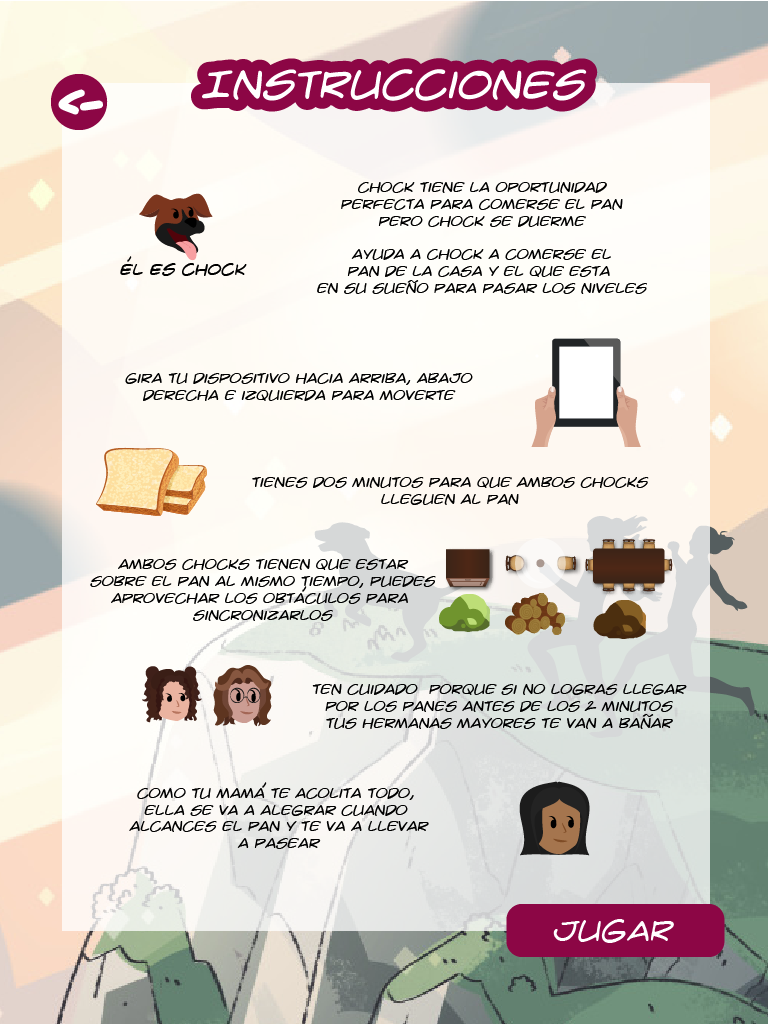 INSTRUCCIONES
<-
CHOCK TIENE LA OPORTUNIDAD
PERFECTA PARA COMERSE EL PAN
PERO CHOCK SE DUERME
ÉL ES CHOCK
AYUDA A CHOCK A COMERSE EL
PAN DE LA CASA Y EL QUE ESTA
EN SU SUEÑO PARA PASAR LOS NIVELES
GIRA TU DISPOSITIVO HACIA ARRIBA, ABAJO
DERECHA E IZQUIERDA PARA MOVERTE
TIENES DOS MINUTOS PARA QUE AMBOS CHOCKS
LLEGUEN AL PAN
AMBOS CHOCKS TIENEN QUE ESTAR
SOBRE EL PAN AL MISMO TIEMPO, PUEDES
APROVECHAR LOS OBTÁCULOS PARA
SINCRONIZARLOS
TEN CUIDADO PORQUE SI NO LOGRAS LLEGAR
POR LOS PANES ANTES DE LOS 2 MINUTOS
TUS HERMANAS MAYORES TE VAN A BAÑAR
COMO TU MAMÁ TE ACOLITA TODO,
ELLA SE VA A ALEGRAR CUANDO
ALCANCES EL PAN Y TE VA A LLEVAR
A PASEAR
JUGAR